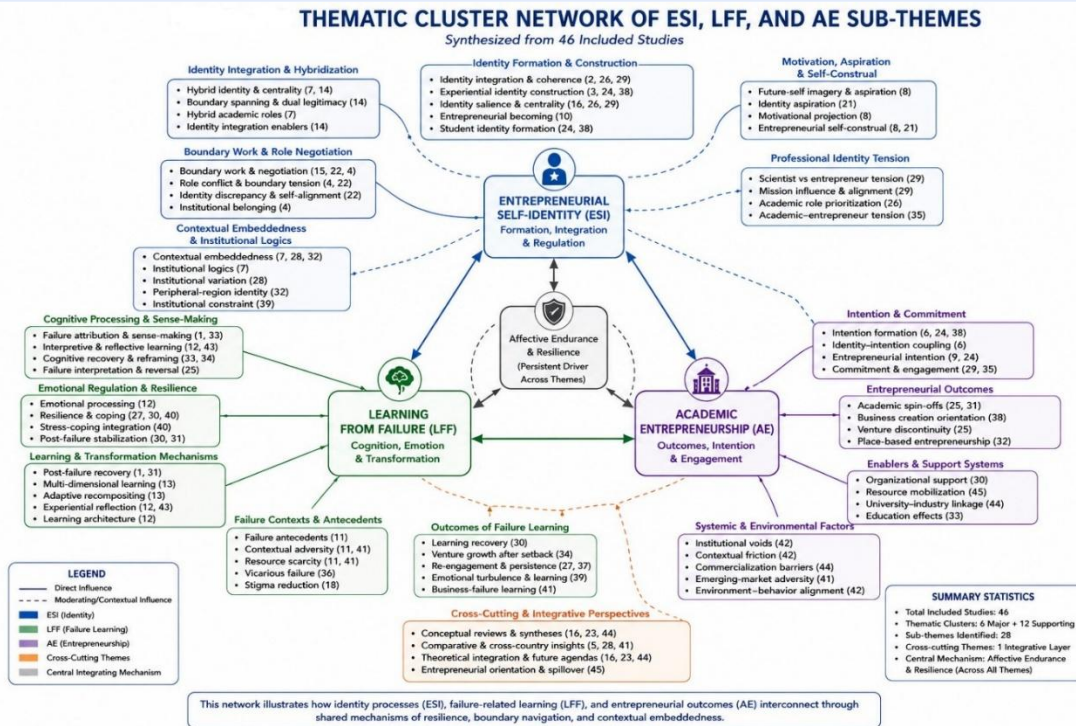 THEMATIC CLUSTER NETWORK OF ESI, LFF, AND AE SUB-THEMES
Synthesized from 46 Included Studies
Identity Integration & Hybridization
• Hybrid identity & centrality (7, 14)
• Boundary spanning & dual legitimacy (14)
• Hybrid academic roles (7)
• Identity integration enablers (14)
Identity Formation & Construction
• Identity integration & coherence (2, 26, 29)
• Experiential identity construction (3, 24, 38)
• Identity salience & centrality (16, 26, 29)
• Entrepreneurial becoming (10)
• Student identity formation (24, 38)
Motivation, Aspiration
& Self-Construal
• Future-self imagery & aspiration (8)
• Identity aspiration (21)
• Motivational projection (8)
• Entrepreneurial self-construal (8, 21)
Boundary Work & Role Negotiation
• Boundary work & negotiation (15, 22, 4)
• Role conflict & boundary tension (4, 22)
• Identity discrepancy & self-alignment (22)
• Institutional belonging (4)
Professional Identity Tension
• Scientist vs entrepreneur tension (29)
• Mission influence & alignment (29)
• Academic role prioritization (26)
• Academic–entrepreneur tension (35)
ENTREPRENEURIAL
SELF-IDENTITY (ESI)
Formation, Integration
& Regulation
Contextual Embeddedness
& Institutional Logics
• Contextual embeddedness (7, 28, 32)
• Institutional logics (7)
• Institutional variation (28)
• Peripheral-region identity (32)
• Institutional constraint (39)
Affective Endurance
& Resilience
(Persistent Driver
Across Themes)
Cognitive Processing & Sense-Making
• Failure attribution & sense-making (1, 33)
• Interpretive & reflective learning (12, 43)
• Cognitive recovery & reframing (33, 34)
• Failure interpretation & reversal (25)
Intention & Commitment
• Intention formation (6, 24, 38)
• Identity–intention coupling (6)
• Entrepreneurial intention (9, 24)
• Commitment & engagement (29, 35)
Emotional Regulation & Resilience
• Emotional processing (12)
• Resilience & coping (27, 30, 40)
• Stress-coping integration (40)
• Post-failure stabilization (30, 31)
LEARNING
FROM FAILURE (LFF)
Cognition, Emotion
& Transformation
ACADEMIC
ENTREPRENEURSHIP (AE)
Outcomes, Intention
& Engagement
Entrepreneurial Outcomes
• Academic spin-offs (25, 31)
• Business creation orientation (38)
• Venture discontinuity (25)
• Place-based entrepreneurship (32)
Learning & Transformation Mechanisms
• Post-failure recovery (1, 31)
• Multi-dimensional learning (13)
• Adaptive recompositing (13)
• Experiential reflection (12, 43)
• Learning architecture (12)
Enablers & Support Systems
• Organizational support (30)
• Resource mobilization (45)
• University–industry linkage (44)
• Education effects (33)
Failure Contexts & Antecedents
• Failure antecedents (11)
• Contextual adversity (11, 41)
• Resource scarcity (11, 41)
• Vicarious failure (36)
• Stigma reduction (18)
Outcomes of Failure Learning
• Learning recovery (30)
• Venture growth after setback (34)
• Re-engagement & persistence (27, 37)
• Emotional turbulence & learning (39)
• Business-failure learning (41)
Systemic & Environmental Factors
• Institutional voids (42)
• Contextual friction (42)
• Commercialization barriers (44)
• Emerging-market adversity (41)
• Environment–behavior alignment (42)
LEGEND
Direct Influence
Moderating/Contextual Influence
ESI (Identity)
LFF (Failure Learning)
AE (Entrepreneurship)
Cross-Cutting Themes
Central Integrating Mechanism
Cross-Cutting & Integrative Perspectives
• Conceptual reviews & syntheses (16, 23, 44)
• Comparative & cross-country insights (5, 28, 41)
• Theoretical integration & future agendas (16, 23, 44)
• Entrepreneurial orientation & spillover (45)
SUMMARY STATISTICS
• Total Included Studies: 46
• Thematic Clusters: 6 Major + 12 Supporting
• Sub-themes Identified: 28
• Cross-cutting Themes: 1 Integrative Layer
• Central Mechanism: Affective Endurance
& Resilience (Across All Themes)
This network illustrates how identity processes (ESI), failure-related learning (LFF), and entrepreneurial outcomes (AE) interconnect through
shared mechanisms of resilience, boundary navigation, and contextual embeddedness.